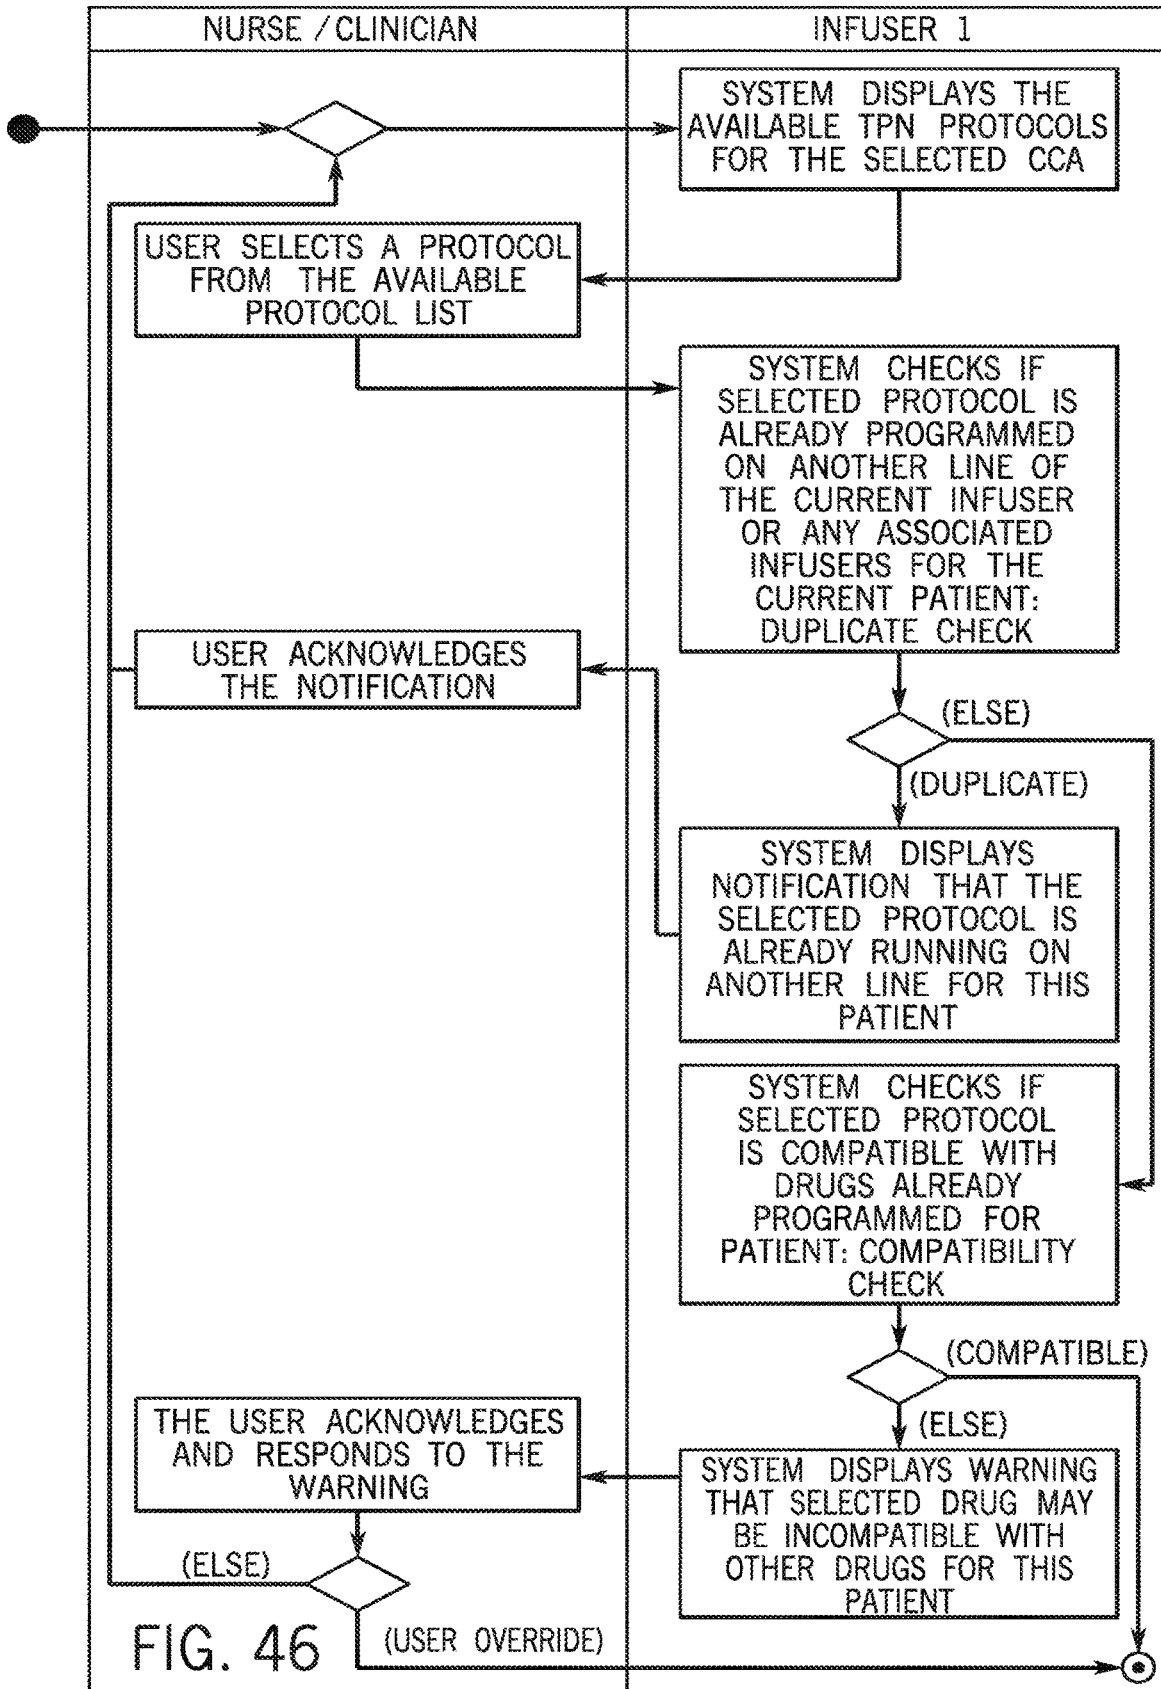 NURSE / CLINICIAN
INFUSER 1
SYSTEM DISPLAYS THE
AVAILABLE TPN PROTOCOLS
FOR THE SELECTED CCA
USER SELECTS A PROTOCOL
FROM THE AVAILABLE
PROTOCOL LIST
SYSTEM CHECKS IF
SELECTED PROTOCOL IS
ALREADY PROGRAMMED
ON ANOTHER LINE OF
THE CURRENT INFUSER
OR ANY ASSOCIATED
INFUSERS FOR THE
CURRENT PATIENT:
DUPLICATE CHECK
USER ACKNOWLEDGES
THE NOTIFICATION
(ELSE)
(DUPLICATE)
SYSTEM DISPLAYS
NOTIFICATION THAT THE
SELECTED PROTOCOL IS
ALREADY RUNNING ON
ANOTHER LINE FOR THIS
PATIENT
SYSTEM CHECKS IF
SELECTED PROTOCOL
IS COMPATIBLE WITH
DRUGS ALREADY
PROGRAMMED FOR
PATIENT: COMPATIBILITY
CHECK
(COMPATIBLE)
(ELSE)
THE USER ACKNOWLEDGES
AND RESPONDS TO THE
WARNING
SYSTEM DISPLAYS WARNING
THAT SELECTED DRUG MAY
BE INCOMPATIBLE WITH
OTHER DRUGS FOR THIS
PATIENT
(ELSE)
(USER OVERRIDE)
FIG. 46